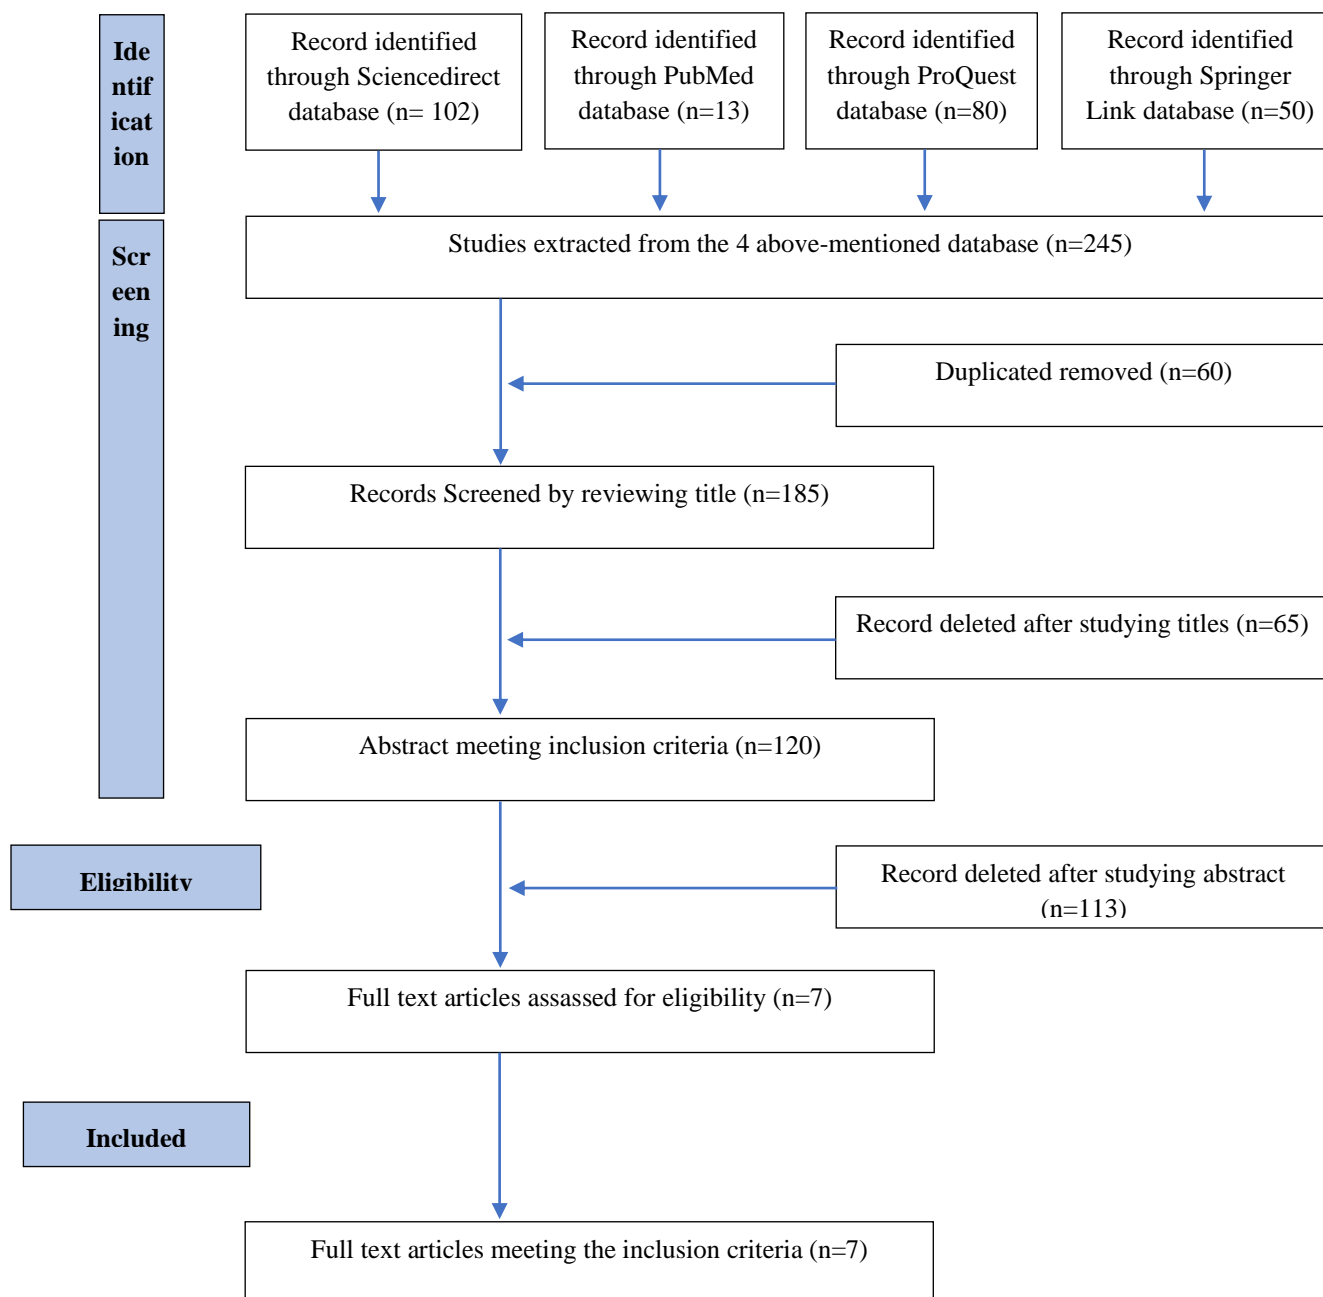 Ide
ntif
icat
ion
Record identified
through Sciencedirect
database (n= 102)
Record identified
through PubMed
database (n=13)
Record identified
through ProQuest
database (n=80)
Record identified
through Springer
Link database (n=50)
Scr
een
ing
Studies extracted from the 4 above-mentioned database (n=245)
Duplicated removed (n=60)
Records Screened by reviewing title (n=185)
Record deleted after studying titles (n=65)
Abstract meeting inclusion criteria (n=120)
Eligibility
Record deleted after studying abstract
(n=113)
Full text articles assassed for eligibility (n=7)
Included
Full text articles meeting the inclusion criteria (n=7)